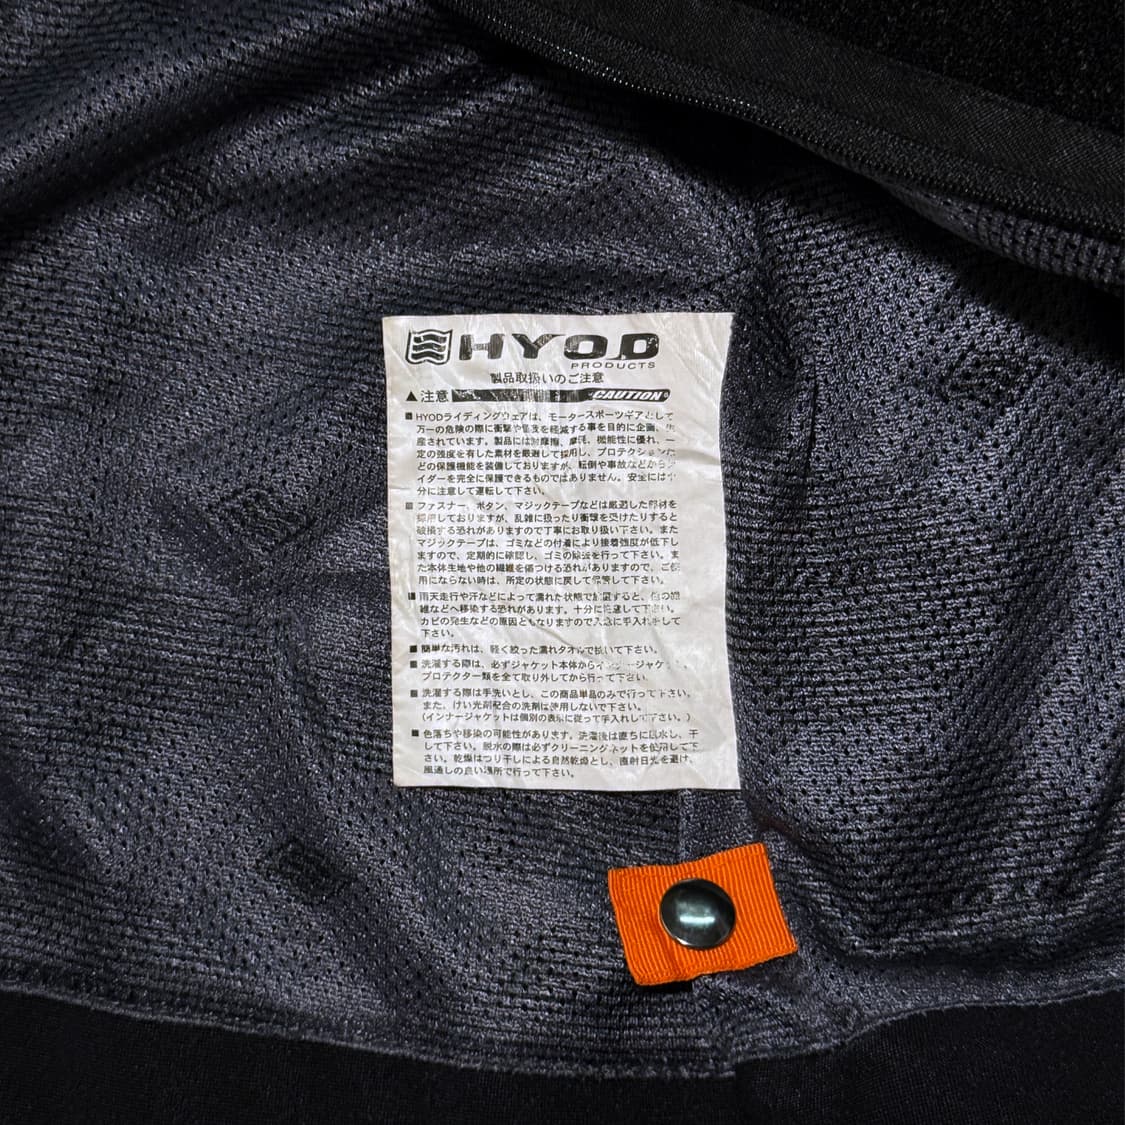 HYOD
PRODUCTS
製品取扱いのご注意
▲注意 CAUTION
■HYODライディングウェアは、モータースポーツギアとして
万一の危険の際に衝撃や 軽減する事を目的に企画、生
産されています。製品には耐摩擦、摩耗、機能性に優れ、一
定の強度を有した素材を厳選して採用し、プロテクションな
どの保護機能を装備しておりますが、転倒や事故などからラ
イダーを完全に保護できるものではありません。安全には十
分に注意して運転して下さい。
■ファスナー、ボタン、マジックテープなどは厳選した部材を
採用しておりますが、乱雑に扱ったり衝撃を受けたりすると
破損する恐れがありますので丁寧にお取り扱い下さい。また
マジックテープは、ゴミなどの付着により接着強度が低下し
ますので、定期的に確認し、ゴミの除去を行って下さい。ま
た本体生地や他の繊維を傷つける恐れがありますので、ご使
用にならない時は、所定の状態に戻して保管して下さい。
■雨天走行や汗などによって濡れた状態で放置すると、他の繊
維などへ移染する恐れがあります。十分に注意して下さい。
カビの発生などの原因ともなりますので入念に手入れをして
下さい。
■簡単な汚れは、軽く絞った濡れタオルで拭いて下さい。
■洗濯する際は、必ずジャケット本体からインナージャケット、
プロテクター類を全て取り外してから行って下さい。
■洗濯する際は手洗いとし、この商品単品のみで行って下さい。
また、けい光剤配合の洗剤は使用しないで下さい。
(インナージャケットは個別の表示に従って手入れして下さい。)
■色落ちや移染の可能性があります。洗濯後は直ちに脱水し、干
して下さい。脱水の際は必ずクリーニングネットを使用して下
さい。乾燥はつり干しによる自然乾燥とし、直射日光を避け、
風通しの良い場所で行って下さい。